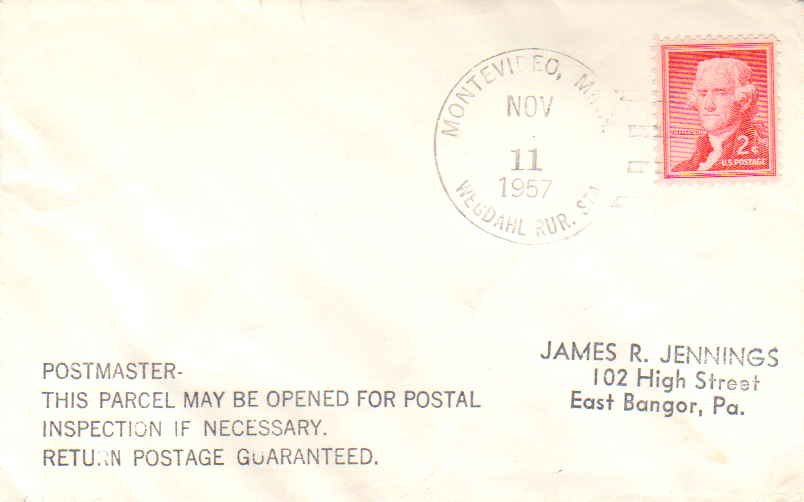 MONTEVIDEO, MINN.
NOV
11
1957
WEGDAHL RUR. STA.
2¢
U.S. POSTAGE
JAMES R. JENNINGS
102 High Street
East Bangor, Pa.
POSTMASTER-
THIS PARCEL MAY BE OPENED FOR POSTAL
INSPECTION IF NECESSARY.
RETURN POSTAGE GUARANTEED.